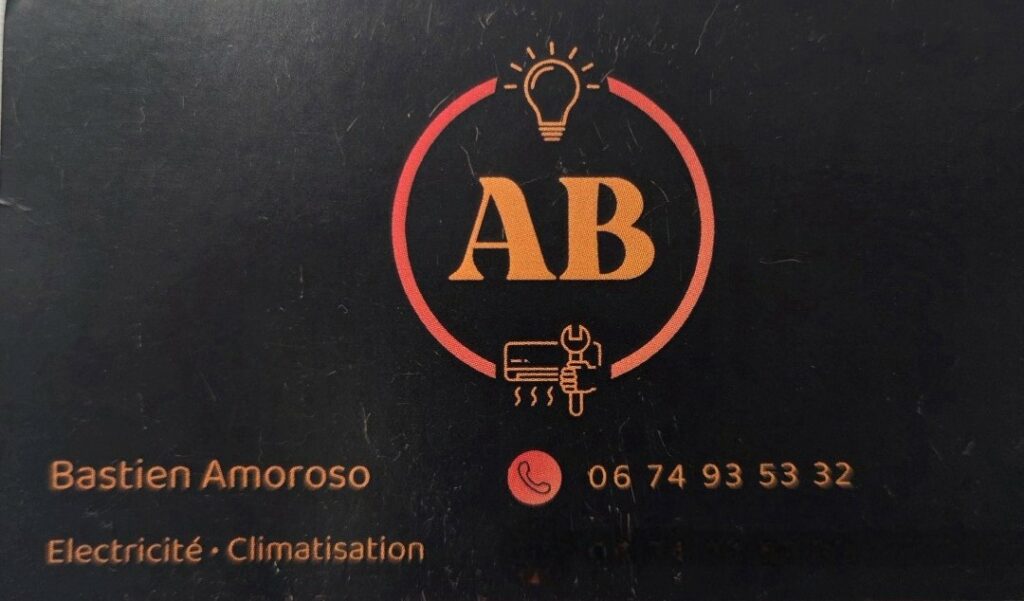 AB
Bastien Amoroso
06 74 93 53 32
Electricité · Climatisation